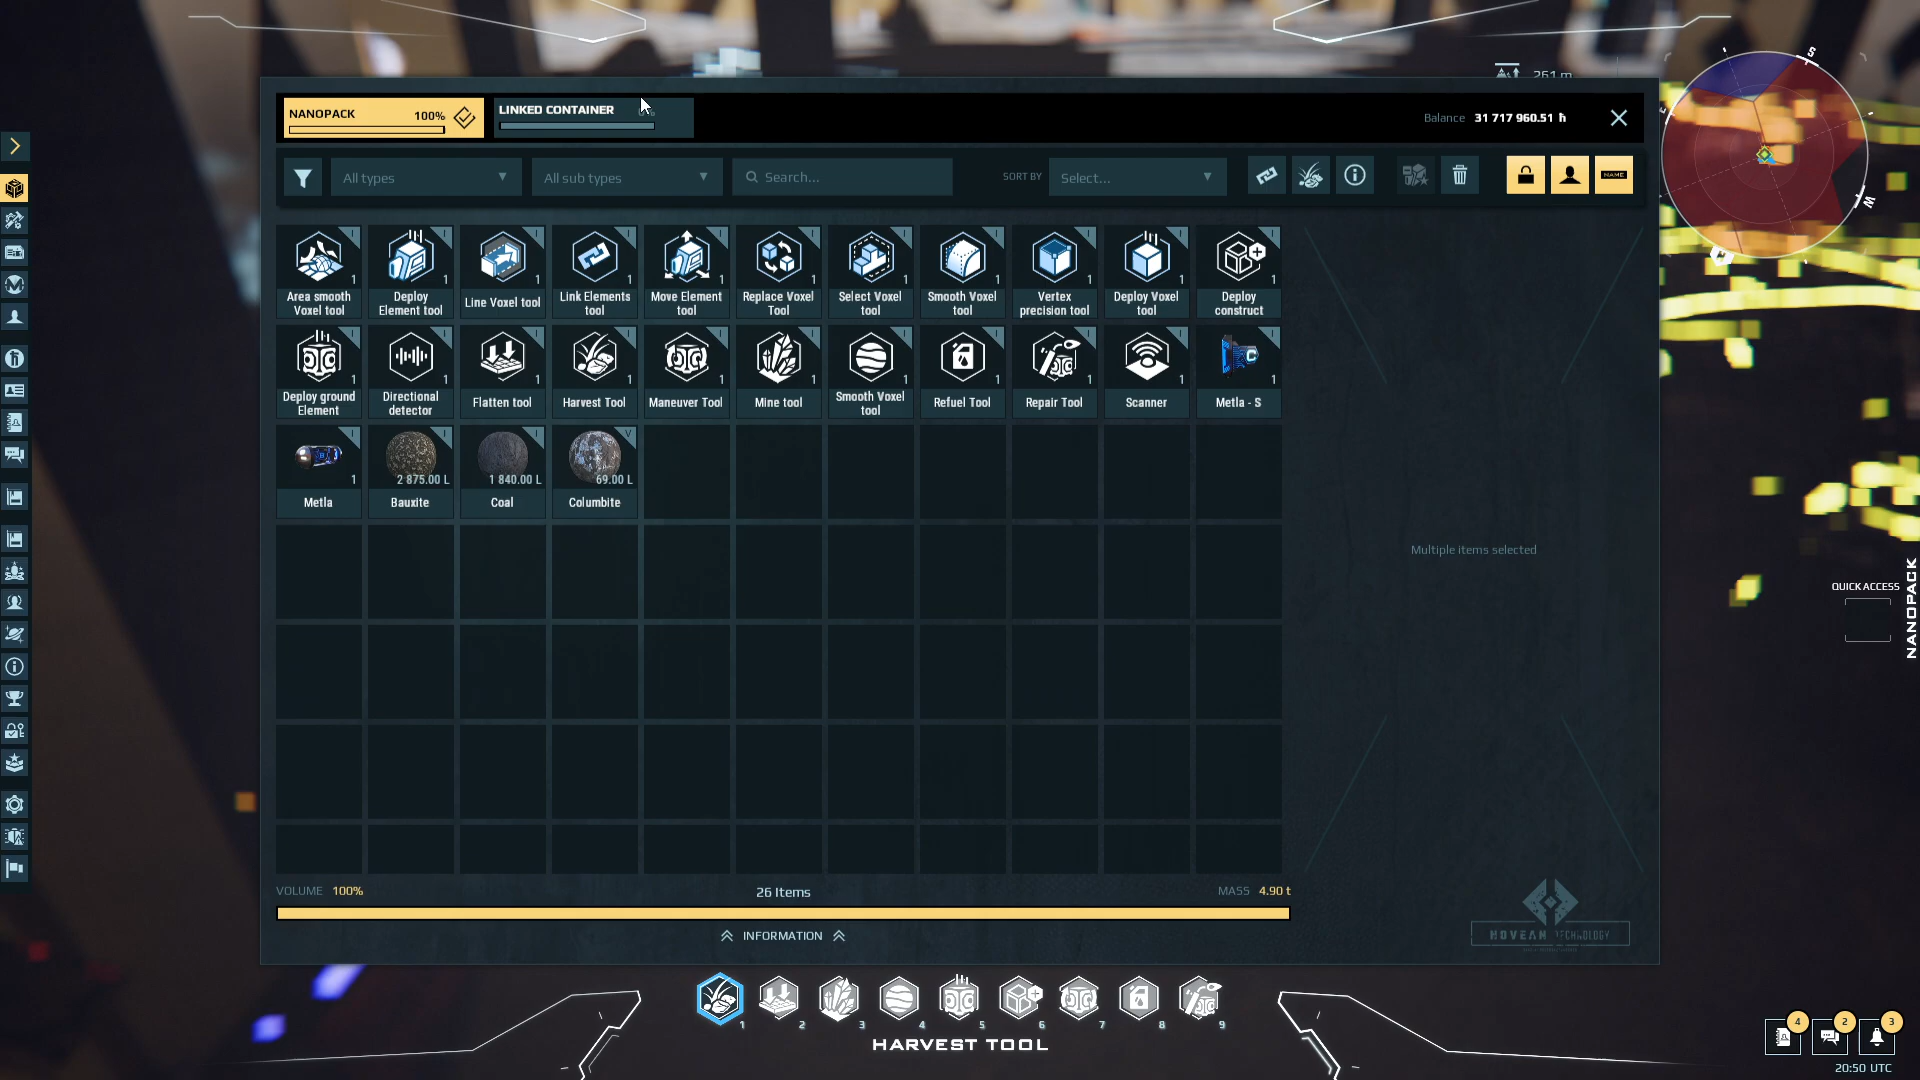 261 m
S
W
NANOPACK
100%
LINKED CONTAINER
Balance 31 717 960.51 ħ
All types
All sub types
Search...
SORT BY
Select...
NAME
I
1
Area smooth
Voxel tool
I
1
Deploy
Element tool
I
1
Line Voxel tool
I
1
Link Elements
tool
I
1
Move Element
tool
I
1
Replace Voxel
Tool
I
1
Select Voxel
tool
I
1
Smooth Voxel
tool
I
1
Vertex
precision tool
I
1
Deploy Voxel
tool
I
1
Deploy
construct
I
1
Deploy ground
Element
I
1
Directional
detector
I
1
Flatten tool
I
1
Harvest Tool
I
1
Maneuver Tool
I
1
Mine tool
I
1
Smooth Voxel
tool
I
1
Refuel Tool
I
1
Repair Tool
I
1
Scanner
I
1
Metla - S
I
1
Metla
I
2 875.00 L
Bauxite
I
1 840.00 L
Coal
V
69.00 L
Columbite
Multiple items selected
QUICK ACCESS
NANOPACK
VOLUME 100%
26 Items
MASS 4.90 t
INFORMATION
NOVEAN TECHNOLOGY
1
2
3
4
5
6
7
8
9
HARVEST TOOL
4
2
3
20:50 UTC